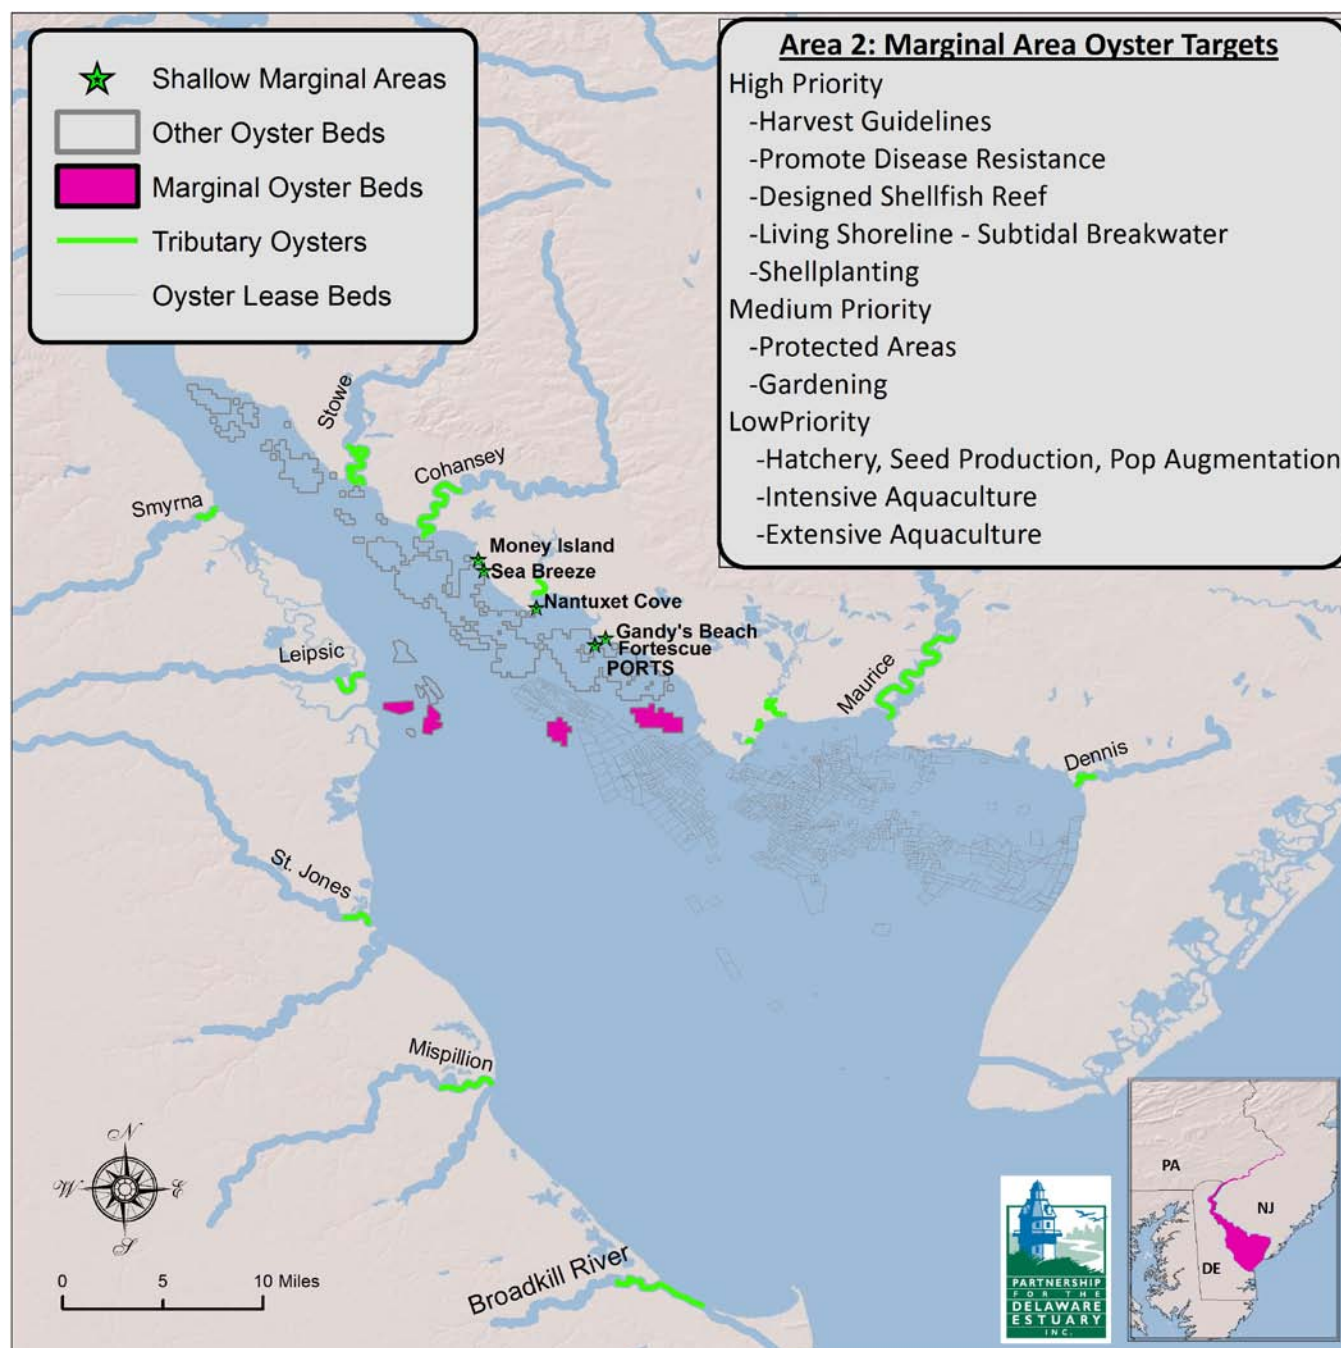 Shallow Marginal Areas
Other Oyster Beds
Marginal Oyster Beds
Tributary Oysters
Oyster Lease Beds
Area 2: Marginal Area Oyster Targets
High Priority
-Harvest Guidelines
-Promote Disease Resistance
-Designed Shellfish Reef
-Living Shoreline - Subtidal Breakwater
-Shellplanting
Medium Priority
-Protected Areas
-Gardening
LowPriority
-Hatchery, Seed Production, Pop Augmentation
-Intensive Aquaculture
-Extensive Aquaculture
Stowe
Cohansey
Smyrna
Money Island
Sea Breeze
Nantuxet Cove
Gandy's Beach
Fortescue
PORTS
Leipsic
Maurice
Dennis
St. Jones
Mispillion
Broadkill River
N
W E
S
0 5 10 Miles
PARTNERSHIP
FOR THE
DELAWARE
ESTUARY
INC.
PA
NJ
DE